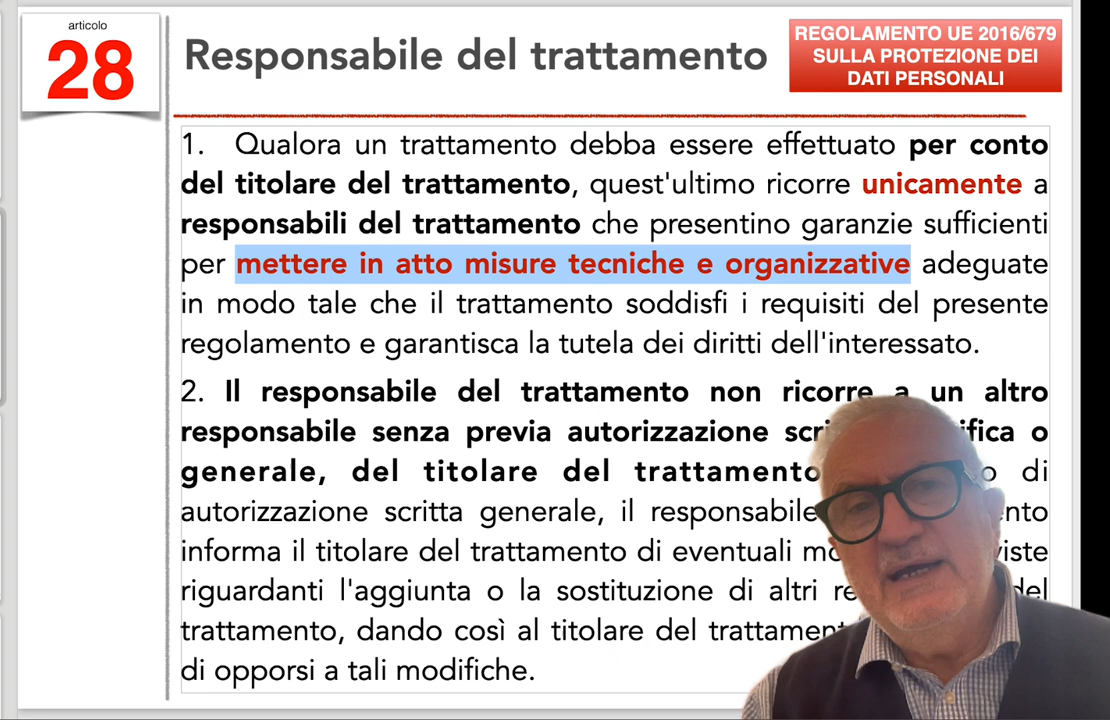 articolo
28
Responsabile del trattamento
REGOLAMENTO UE 2016/679
SULLA PROTEZIONE DEI
DATI PERSONALI
1. Qualora un trattamento debba essere effettuato per conto
del titolare del trattamento, quest'ultimo ricorre unicamente a
responsabili del trattamento che presentino garanzie sufficienti
per mettere in atto misure tecniche e organizzative adeguate
in modo tale che il trattamento soddisfi i requisiti del presente
regolamento e garantisca la tutela dei diritti dell'interessato.
2. Il responsabile del trattamento non ricorre a un altro
responsabile senza previa autorizzazione o
generale, del titolare del trattamento di
autorizzazione scritta generale, il responsabile
informa il titolare del trattamento di eventuali
riguardanti l'aggiunta o la sostituzione di altri del
trattamento, dando così al titolare del
di opporsi a tali modifiche.